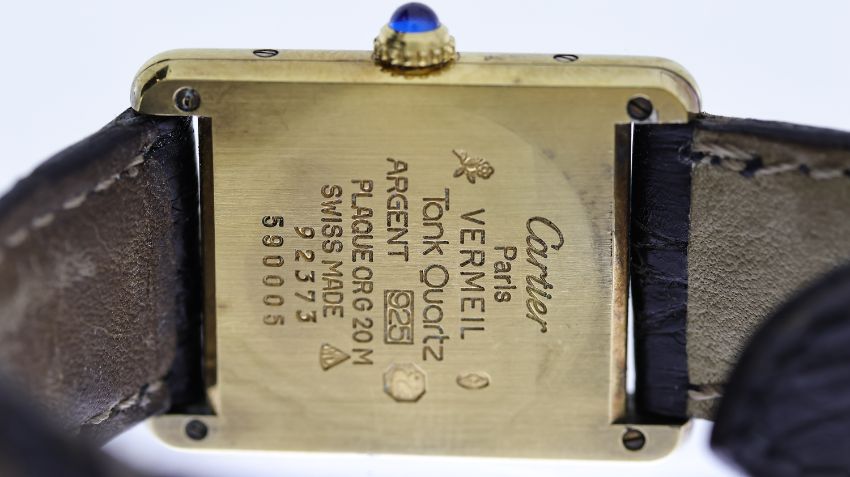 Cartier
Paris
VERMEIL
Tank Quartz
ARGENT 925
PLAQUE OR G 20 M
SWISS MADE
92373
590005